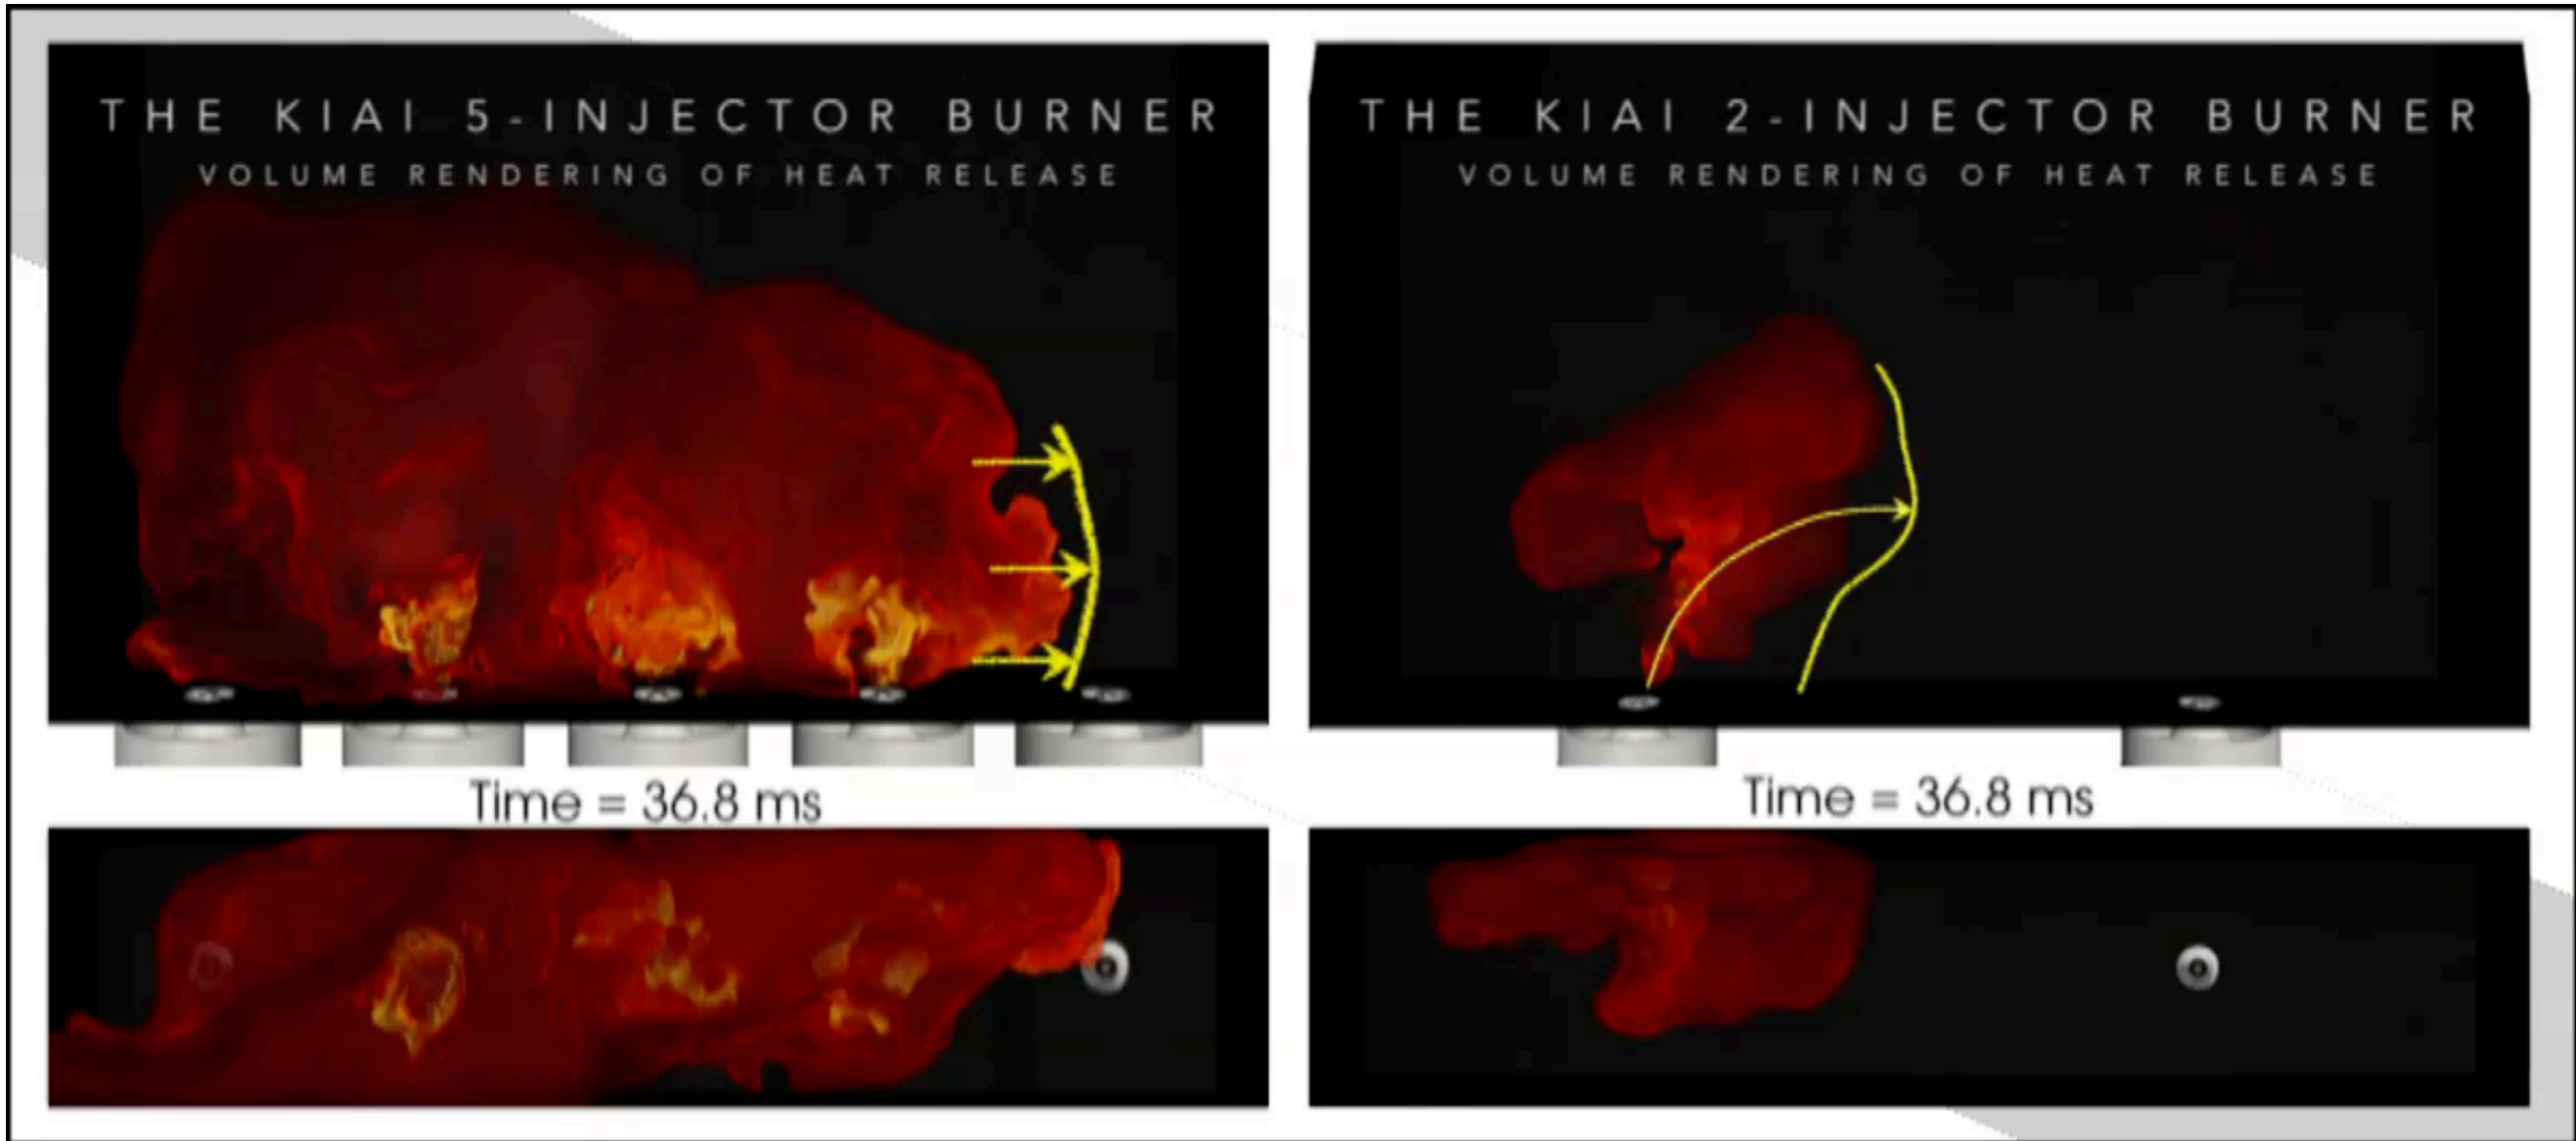 THE KIAI 5-INJECTOR BURNER
VOLUME RENDERING OF HEAT RELEASE
Time = 36.8 ms
THE KIAI 2-INJECTOR BURNER
VOLUME RENDERING OF HEAT RELEASE
Time = 36.8 ms